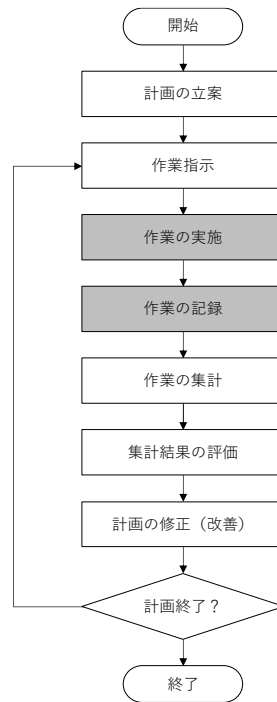 開始
計画の立案
作業指示
作業の実施
作業の記録
作業の集計
集計結果の評価
計画の修正（改善）
計画終了？
終了